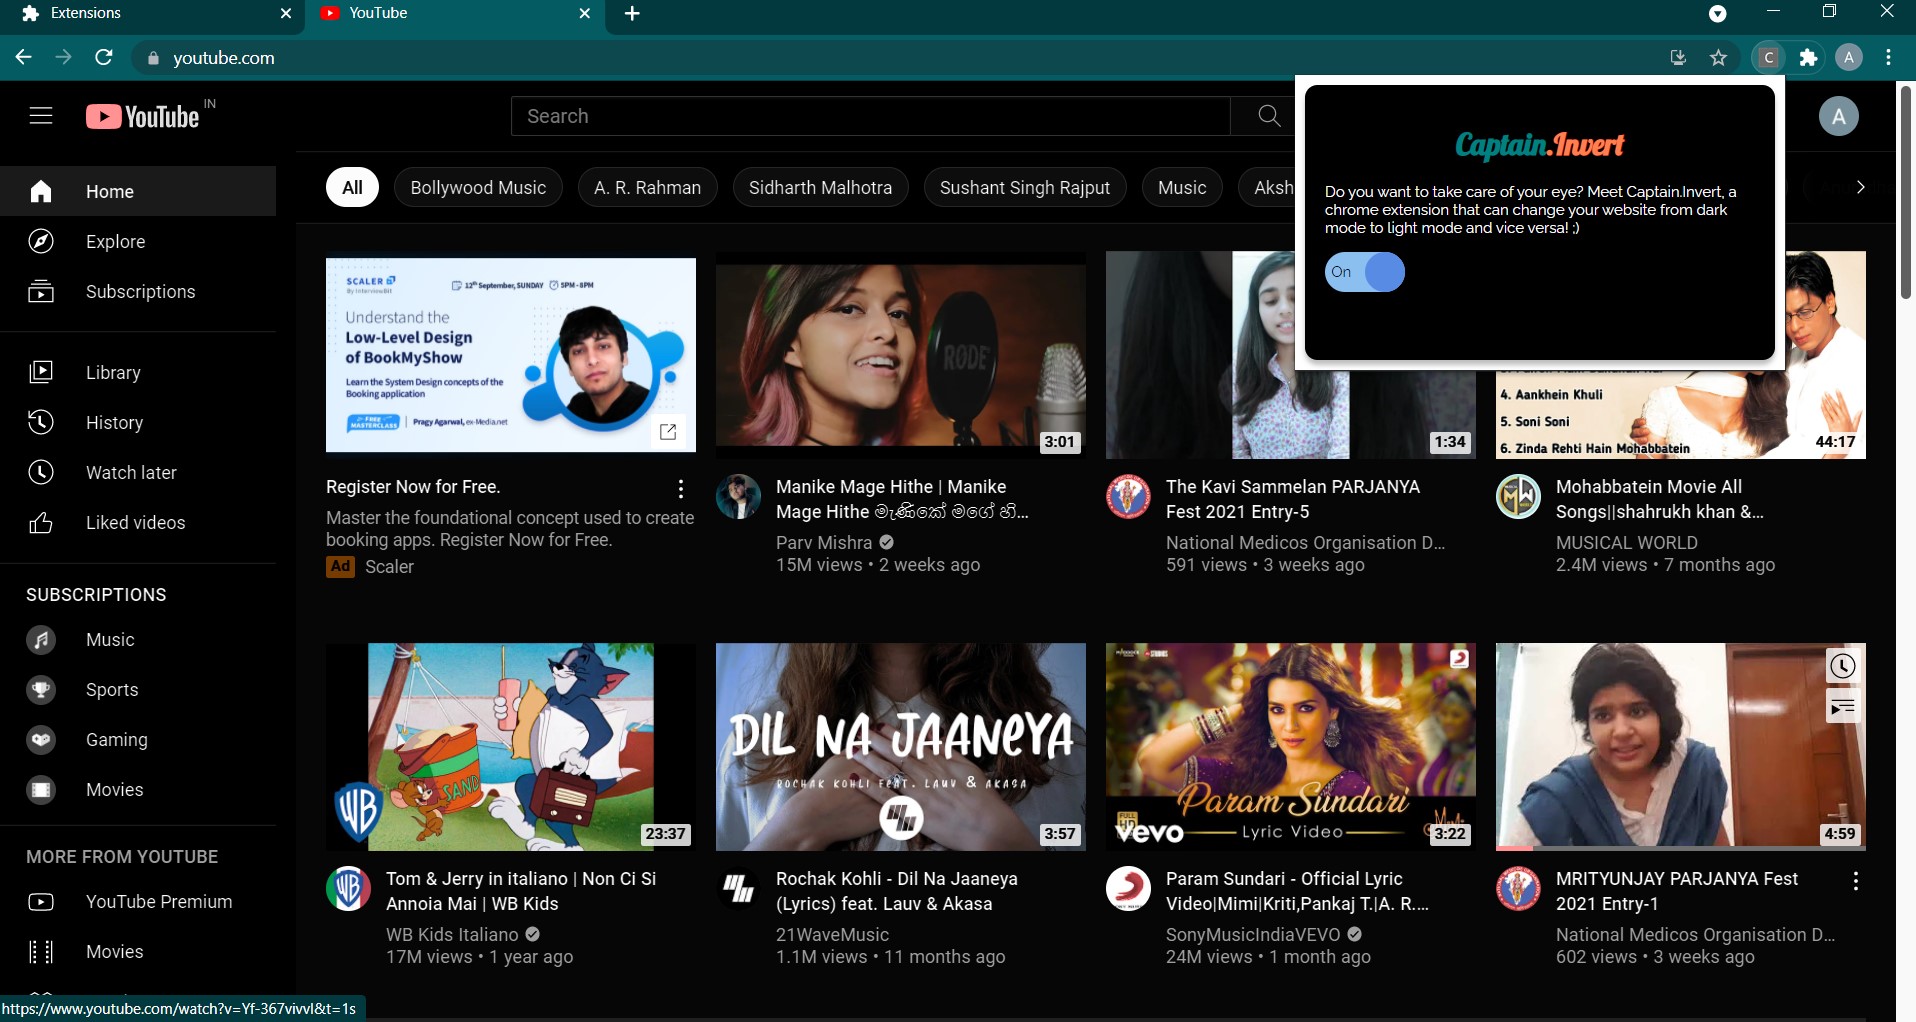 Extensions
YouTube
youtube.com
C
A
YouTube IN
Search
A
Captain.Invert
Do you want to take care of your eye? Meet Captain.Invert, a
chrome extension that can change your website from dark
mode to light mode and vice versa! ;)
On
Home
Explore
Subscriptions
Library
History
Watch later
Liked videos
SUBSCRIPTIONS
Music
Sports
Gaming
Movies
MORE FROM YOUTUBE
YouTube Premium
Movies
All
Bollywood Music
A. R. Rahman
Sidharth Malhotra
Sushant Singh Rajput
Music
Aksh
SCALER
By InterviewBit
12th September, SUNDAY
5PM - 8PM
Understand the
Low-Level Design
of BookMyShow
Learn the System Design concepts of the
Booking application
FREE
MASTERCLASS
Pragy Agarwal, ex-Media.net
Register Now for Free.
Master the foundational concept used to create
booking apps. Register Now for Free.
Ad Scaler
RODE
3:01
Manike Mage Hithe | Manike
Mage Hithe මැණිකේ මගේ හි...
Parv Mishra
15M views • 2 weeks ago
1:34
The Kavi Sammelan PARJANYA
Fest 2021 Entry-5
National Medicos Organisation D...
591 views • 3 weeks ago
4. Aankhein Khuli
5. Soni Soni
6. Zinda Rehti Hain Mohabbatein
44:17
MW
Mohabbatein Movie All
Songs||shahrukh khan &...
MUSICAL WORLD
2.4M views • 7 months ago
SAND
WB
23:37
WB
Tom & Jerry in italiano | Non Ci Si
Annoia Mai | WB Kids
WB Kids Italiano
17M views • 1 year ago
DIL NA JAANEYA
ROCHAK KOHLI FEAT. LAUV & AKASA
3:57
Rochak Kohli - Dil Na Jaaneya
(Lyrics) feat. Lauv & Akasa
21WaveMusic
1.1M views • 11 months ago
Param Sundari
FULL
HD
vevo
Lyric Video
3:22
Param Sundari - Official Lyric
Video|Mimi|Kriti,Pankaj T.|A. R....
SonyMusicIndiaVEVO
24M views • 1 month ago
4:59
MRITYUNJAY PARJANYA Fest
2021 Entry-1
National Medicos Organisation D...
602 views • 3 weeks ago
https://www.youtube.com/watch?v=Yf-367vivvI&t=1s